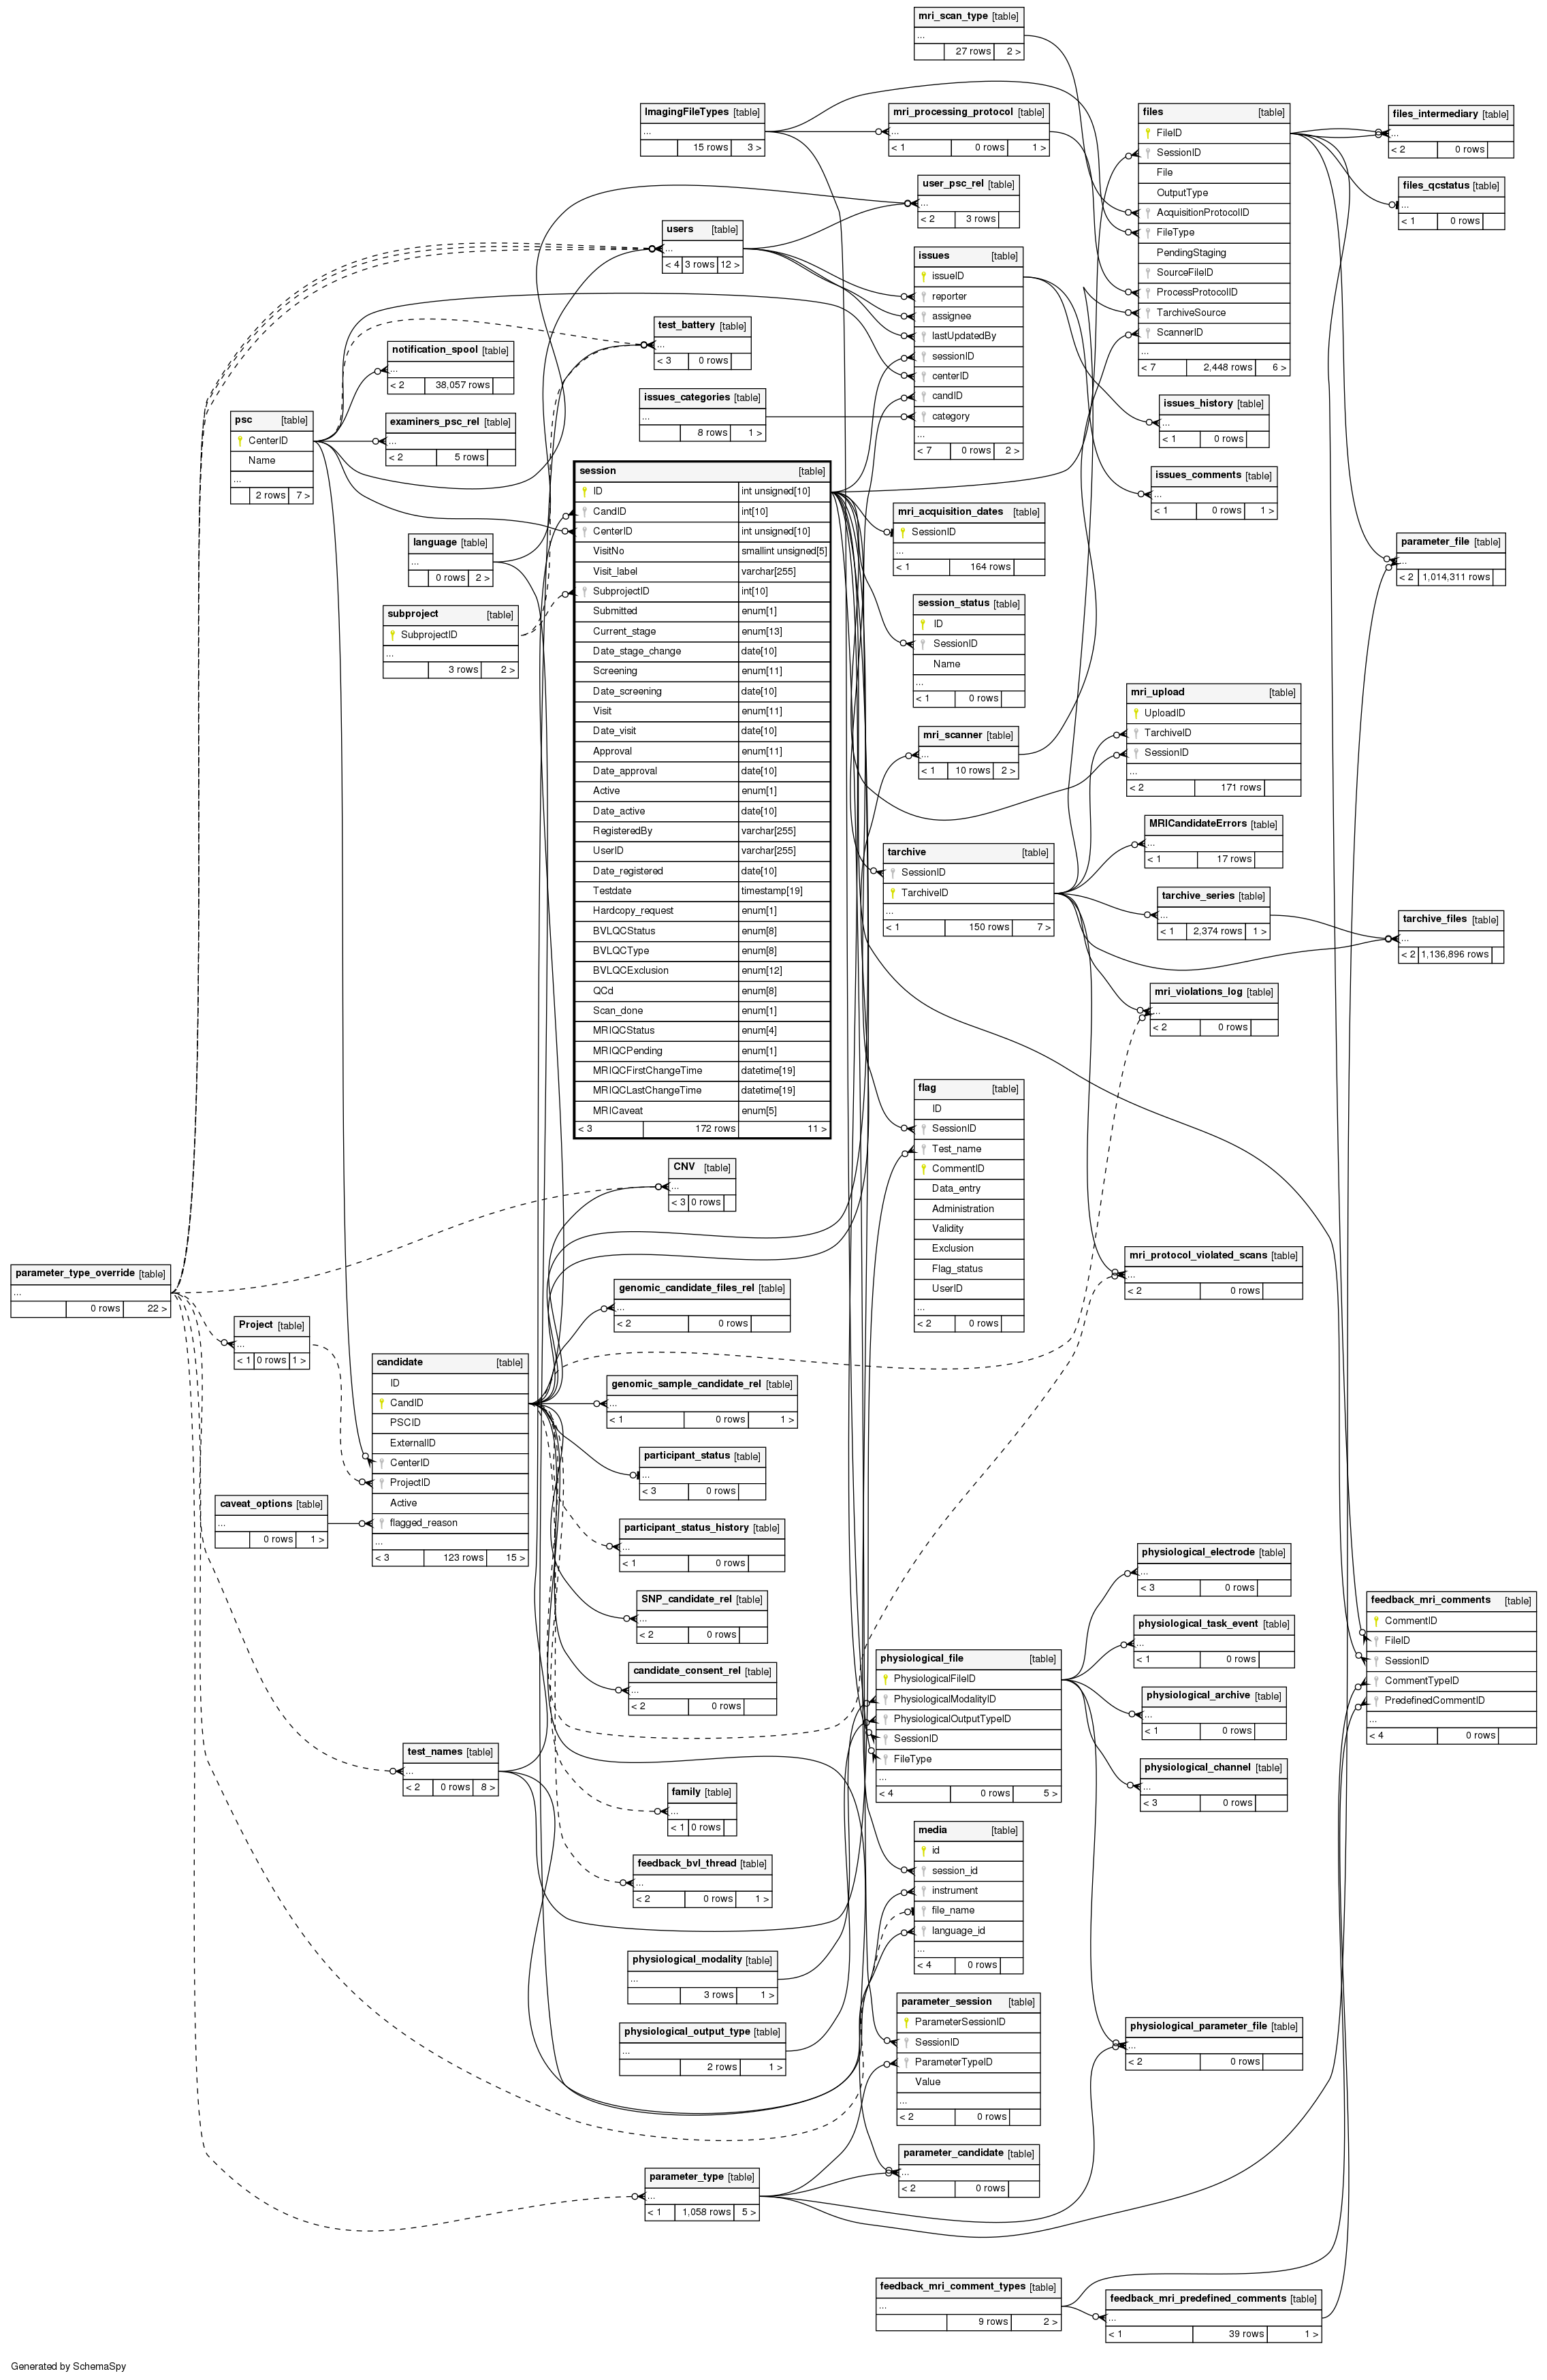 mri_scan_type [table]
...
27 rows 2 >
ImagingFileTypes [table]
...
15 rows 3 >
mri_processing_protocol [table]
...
< 1 0 rows 1 >
files [table]
FileID
SessionID
File
OutputType
AcquisitionProtocolID
FileType
PendingStaging
SourceFileID
ProcessProtocolID
TarchiveSource
ScannerID
...
< 7 2,448 rows 6 >
files_intermediary [table]
...
< 2 0 rows
files_qcstatus [table]
...
< 1 0 rows
user_psc_rel [table]
...
< 2 3 rows
users [table]
...
< 4 3 rows 12 >
issues [table]
issueID
reporter
assignee
lastUpdatedBy
sessionID
centerID
candID
category
...
< 7 0 rows 2 >
test_battery [table]
...
< 3 0 rows
notification_spool [table]
...
< 2 38,057 rows
issues_categories [table]
...
8 rows 1 >
issues_history [table]
...
< 1 0 rows
psc [table]
CenterID
Name
...
2 rows 7 >
examiners_psc_rel [table]
...
< 2 5 rows
session [table]
ID int unsigned[10]
CandID int[10]
CenterID int unsigned[10]
VisitNo smallint unsigned[5]
Visit_label varchar[255]
SubprojectID int[10]
Submitted enum[1]
Current_stage enum[13]
Date_stage_change date[10]
Screening enum[11]
Date_screening date[10]
Visit enum[11]
Date_visit date[10]
Approval enum[11]
Date_approval date[10]
Active enum[1]
Date_active date[10]
RegisteredBy varchar[255]
UserID varchar[255]
Date_registered date[10]
Testdate timestamp[19]
Hardcopy_request enum[1]
BVLQCStatus enum[8]
BVLQCType enum[8]
BVLQCExclusion enum[12]
QCd enum[8]
Scan_done enum[1]
MRIQCStatus enum[4]
MRIQCPending enum[1]
MRIQCFirstChangeTime datetime[19]
MRIQCLastChangeTime datetime[19]
MRICaveat enum[5]
< 3 172 rows 11 >
issues_comments [table]
...
< 1 0 rows 1 >
mri_acquisition_dates [table]
SessionID
...
< 1 164 rows
language [table]
...
0 rows 2 >
parameter_file [table]
...
< 2 1,014,311 rows
subproject [table]
SubprojectID
...
3 rows 2 >
session_status [table]
ID
SessionID
Name
...
< 1 0 rows
mri_upload [table]
UploadID
TarchiveID
SessionID
...
< 2 171 rows
mri_scanner [table]
...
< 1 10 rows 2 >
MRICandidateErrors [table]
...
< 1 17 rows
tarchive [table]
SessionID
TarchiveID
...
< 1 150 rows 7 >
tarchive_series [table]
...
< 1 2,374 rows 1 >
tarchive_files [table]
...
< 2 1,136,896 rows
mri_violations_log [table]
...
< 2 0 rows
flag [table]
ID
SessionID
Test_name
CommentID
Data_entry
Administration
Validity
Exclusion
Flag_status
UserID
...
< 2 0 rows
CNV [table]
...
< 3 0 rows
mri_protocol_violated_scans [table]
...
< 2 0 rows
parameter_type_override [table]
...
0 rows 22 >
genomic_candidate_files_rel [table]
...
< 2 0 rows
Project [table]
...
< 1 0 rows 1 >
candidate [table]
ID
CandID
PSCID
ExternalID
CenterID
ProjectID
Active
flagged_reason
...
< 3 123 rows 15 >
genomic_sample_candidate_rel [table]
...
< 1 0 rows 1 >
participant_status [table]
...
< 3 0 rows
caveat_options [table]
...
0 rows 1 >
participant_status_history [table]
...
< 1 0 rows
physiological_electrode [table]
...
< 3 0 rows
SNP_candidate_rel [table]
...
< 2 0 rows
feedback_mri_comments [table]
CommentID
FileID
SessionID
CommentTypeID
PredefinedCommentID
...
< 4 0 rows
physiological_task_event [table]
...
< 1 0 rows
physiological_file [table]
PhysiologicalFileID
PhysiologicalModalityID
PhysiologicalOutputTypeID
SessionID
FileType
...
< 4 0 rows 5 >
candidate_consent_rel [table]
...
< 2 0 rows
physiological_archive [table]
...
< 1 0 rows
test_names [table]
...
< 2 0 rows 8 >
physiological_channel [table]
...
< 3 0 rows
family [table]
...
< 1 0 rows
media [table]
id
session_id
instrument
file_name
language_id
...
< 4 0 rows
feedback_bvl_thread [table]
...
< 2 0 rows 1 >
physiological_modality [table]
...
3 rows 1 >
parameter_session [table]
ParameterSessionID
SessionID
ParameterTypeID
Value
...
< 2 0 rows
physiological_output_type [table]
...
2 rows 1 >
physiological_parameter_file [table]
...
< 2 0 rows
parameter_candidate [table]
...
< 2 0 rows
parameter_type [table]
...
< 1 1,058 rows 5 >
feedback_mri_comment_types [table]
...
9 rows 2 >
feedback_mri_predefined_comments [table]
...
< 1 39 rows 1 >
Generated by SchemaSpy